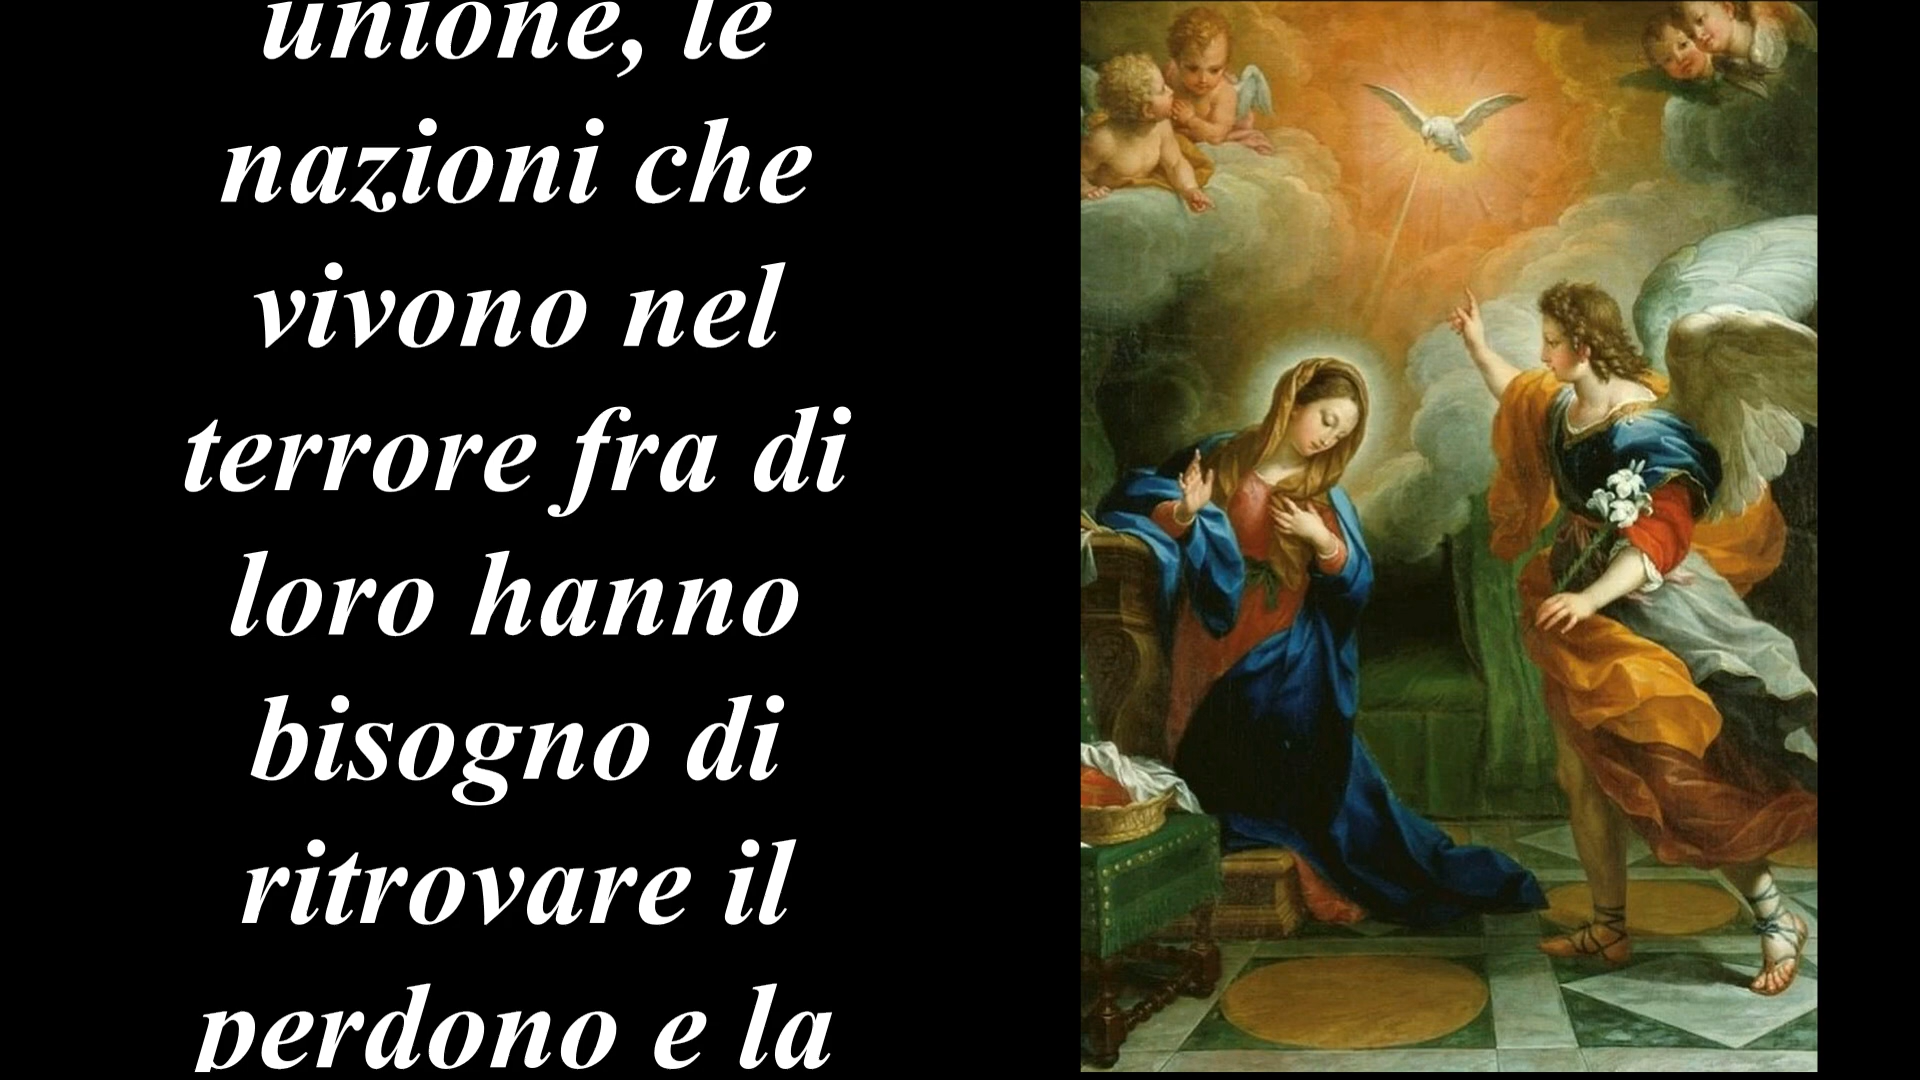 unione, le
nazioni che
vivono nel
terrore fra di
loro hanno
bisogno di
ritrovare il
perdono e la